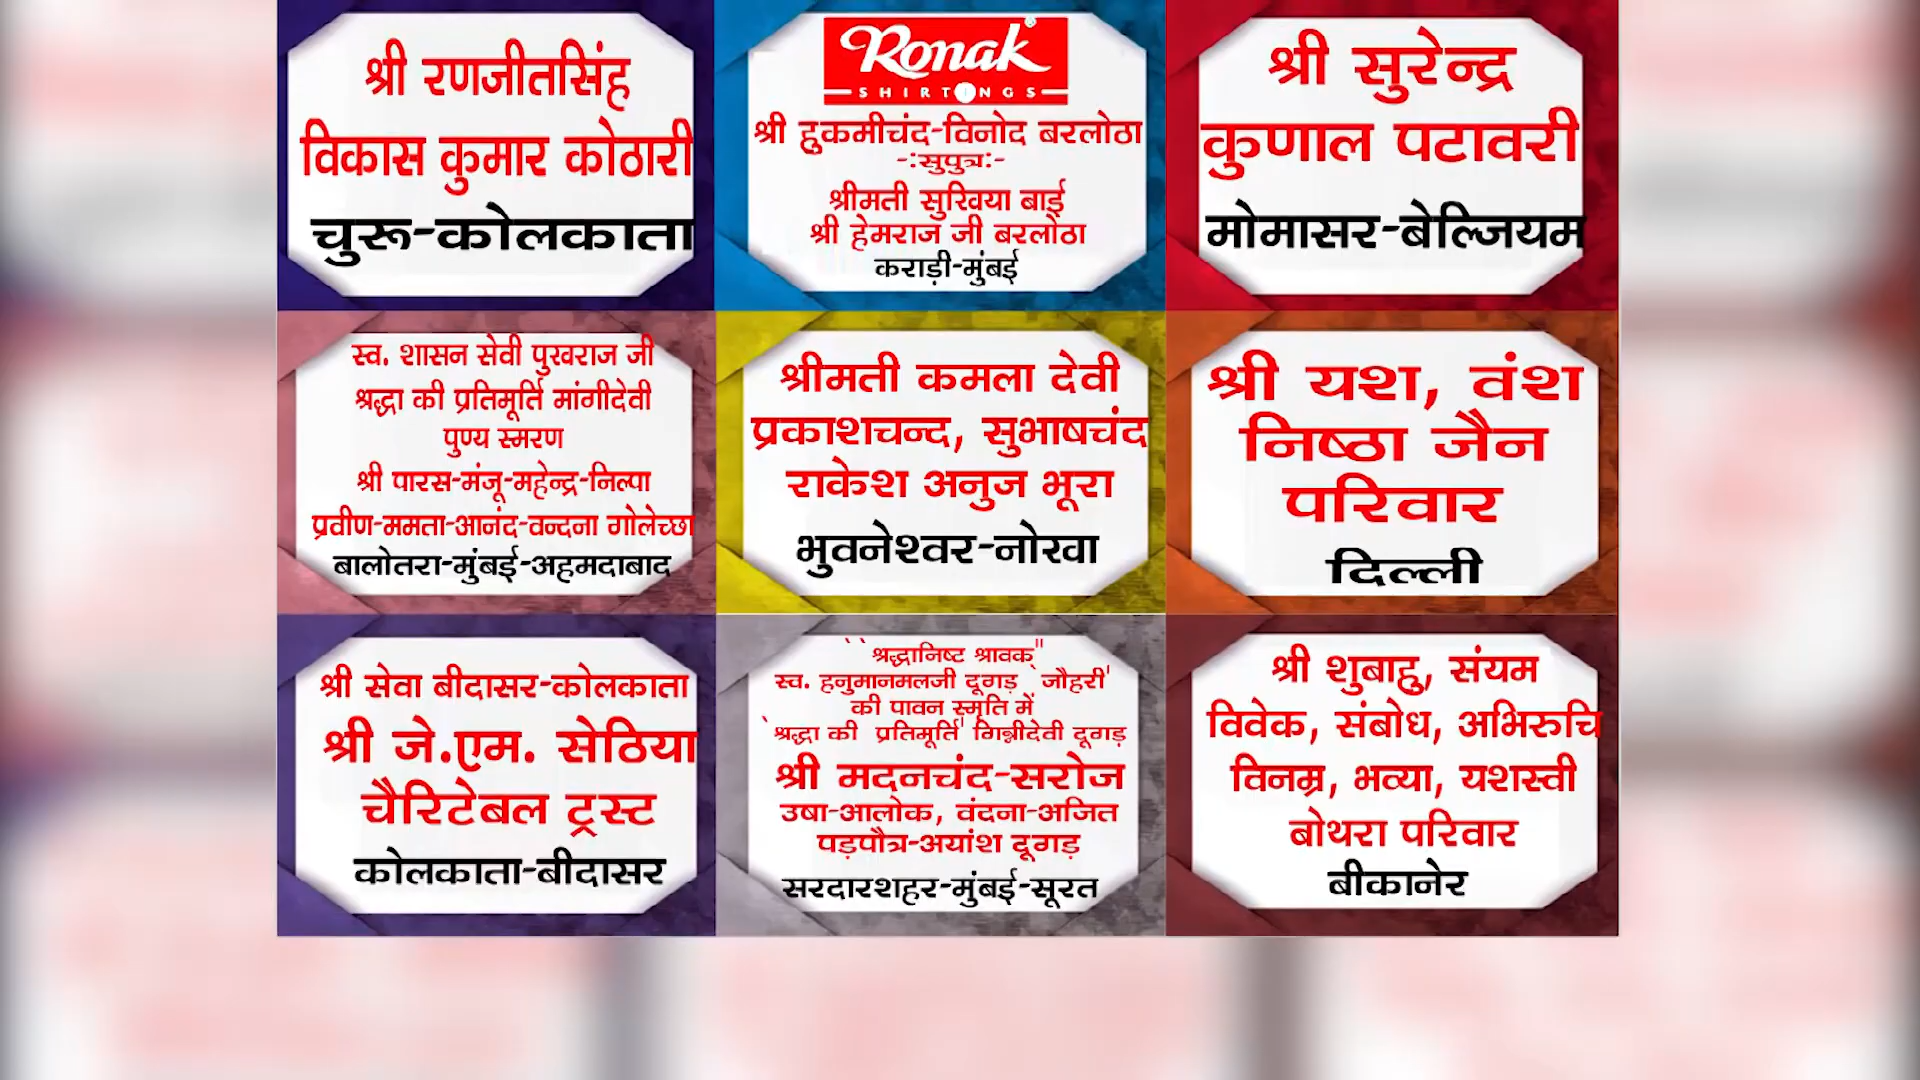 श्री रणजीतसिंह
विकास कुमार कोठारी
चुरू-कोलकाता
Ronak®
SHIRTINGS
श्री हुकमीचंद-विनोद बरलोठा
-:सुपुत्र:-
श्रीमती सुखिया बाई
श्री हेमराज जी बरलोठा
कराड़ी-मुंबई
श्री सुरेन्द्र
कुणाल पटावरी
मोमासर-बेल्जियम
स्व. शासन सेवी पुखराज जी
श्रद्धा की प्रतिमूर्ति मांगीदेवी
पुण्य स्मरण
श्री पारस-मंजू-महेन्द्र-निल्पा
प्रवीण-ममता-आनंद-वन्दना गोलेच्छा
बालोतरा-मुंबई-अहमदाबाद
श्रीमती कमला देवी
प्रकाशचन्द, सुभाषचंद
राकेश अनुज भूरा
भुवनेश्वर-नोखा
श्री यश, वंश
निष्ठा जैन
परिवार
दिल्ली
श्री सेवा बीदासर-कोलकाता
श्री जे.एम. सेठिया
चैरिटेबल ट्रस्ट
कोलकाता-बीदासर
``श्रद्धानिष्ट श्रावक"
स्व. हनुमानमलजी दूगड़ `जौहरी'
की पावन स्मृति में
`श्रद्धा की प्रतिमूर्ति' गिन्नीदेवी दूगड़
श्री मदनचंद-सरोज
उषा-आलोक, वंदना-अजित
पड़पौत्र-अयांश दूगड़
सरदारशहर-मुंबई-सूरत
श्री शुबाहु, संयम
विवेक, संबोध, अभिरुचि
विनम्र, भव्या, यशस्वी
बोथरा परिवार
बीकानेर